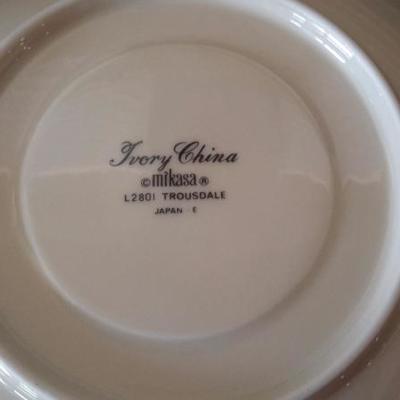 Ivory China
©mikasa®
L2801 TROUSDALE
JAPAN E